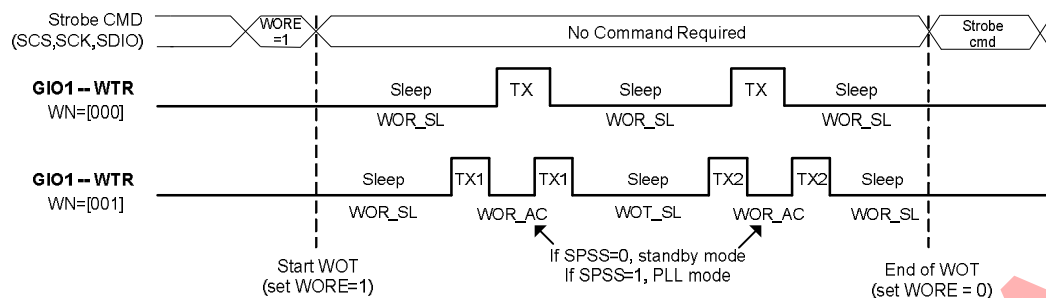 Strobe CMD
(SCS,SCK,SDIO)
WORE
=1
No Command Required
Strobe
cmd
GIO1 -- WTR
WN=[000]
Sleep
TX
Sleep
TX
Sleep
WOR_SL
WOR_SL
WOR_SL
GIO1 -- WTR
WN=[001]
Sleep
TX1
TX1
Sleep
TX2
TX2
Sleep
WOR_SL
WOR_AC
WOT_SL
WOR_AC
WOR_SL
If SPSS=0, standby mode
If SPSS=1, PLL mode
Start WOT
(set WORE=1)
End of WOT
(set WORE = 0)